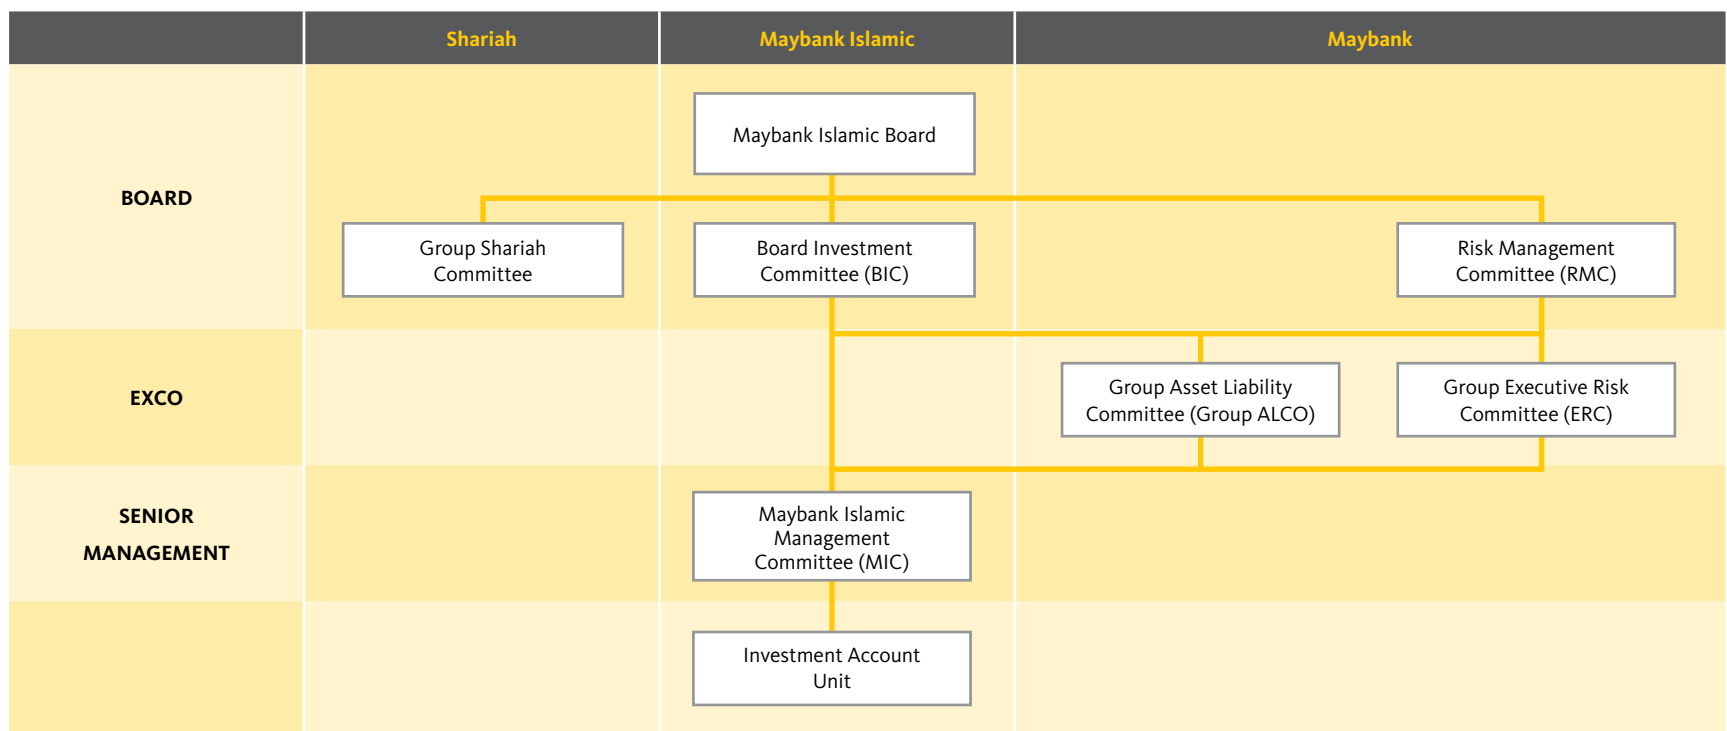 Shariah
Maybank Islamic
Maybank
BOARD
Maybank Islamic Board
Group Shariah
Committee
Board Investment
Committee (BIC)
Risk Management
Committee (RMC)
EXCO
Group Asset Liability
Committee (Group ALCO)
Group Executive Risk
Committee (ERC)
SENIOR
MANAGEMENT
Maybank Islamic
Management
Committee (MIC)
Investment Account
Unit